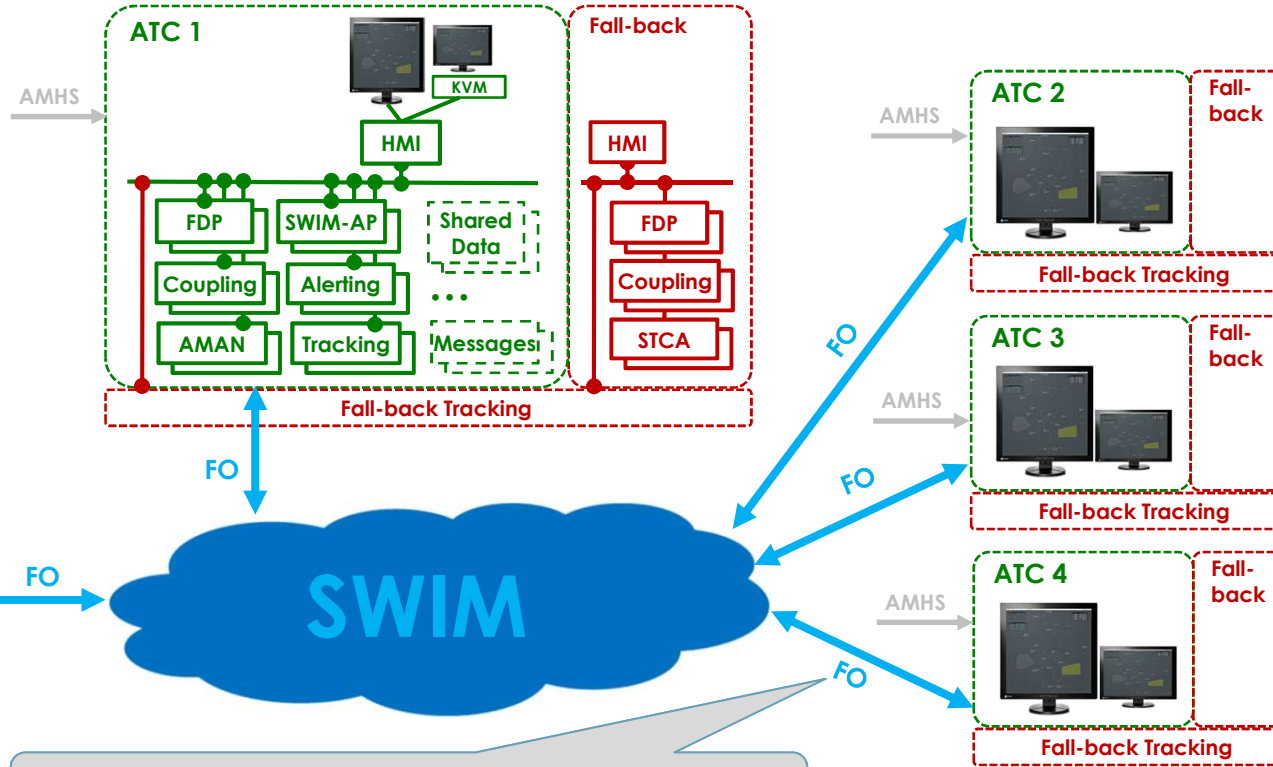 ATC 1
Fall-back
AMHS
KVM
HMI
HMI
FDP
SWIM-AP
Shared
Data
FDP
Coupling
Alerting
...
Coupling
AMAN
Tracking
Messages
STCA
Fall-back Tracking
FO
FO
SWIM
FO
FO
FO
AMHS
ATC 2
Fall-
back
Fall-back Tracking
AMHS
ATC 3
Fall-
back
Fall-back Tracking
AMHS
ATC 4
Fall-
back
Fall-back Tracking